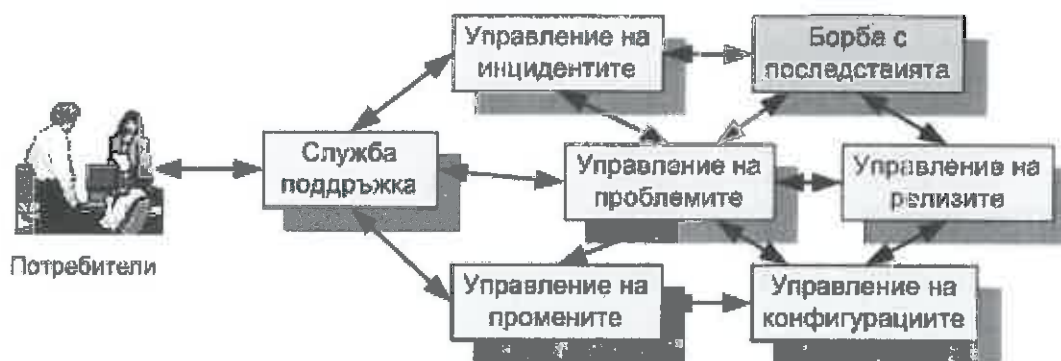 Управление на
инцидентите
Борба с
последствията
Служба
поддръжка
Управление на
проблемите
Управление на
релизите
Потребители
Управление на
промените
Управление на
конфигурациите